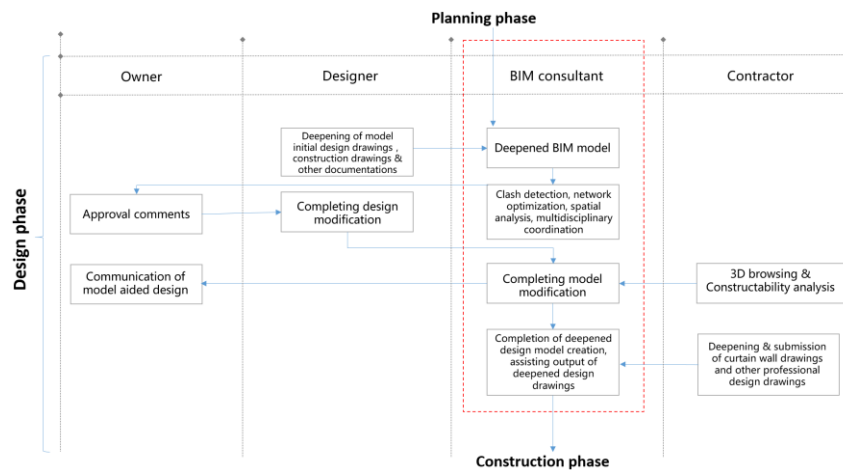 Planning phase
Owner
Designer
BIM consultant
Contractor
Design phase
Deepening of model
initial design drawings ,
construction drawings &
other documentations
Deepened BIM model
Approval comments
Completing design
modification
Clash detection, network
optimization, spatial
analysis, multidisciplinary
coordination
Communication of
model aided design
Completing model
modification
3D browsing &
Constructability analysis
Completion of deepened
design model creation,
assisting output of
deepened design
drawings
Deepening & submission
of curtain wall drawings
and other professional
design drawings
Construction phase